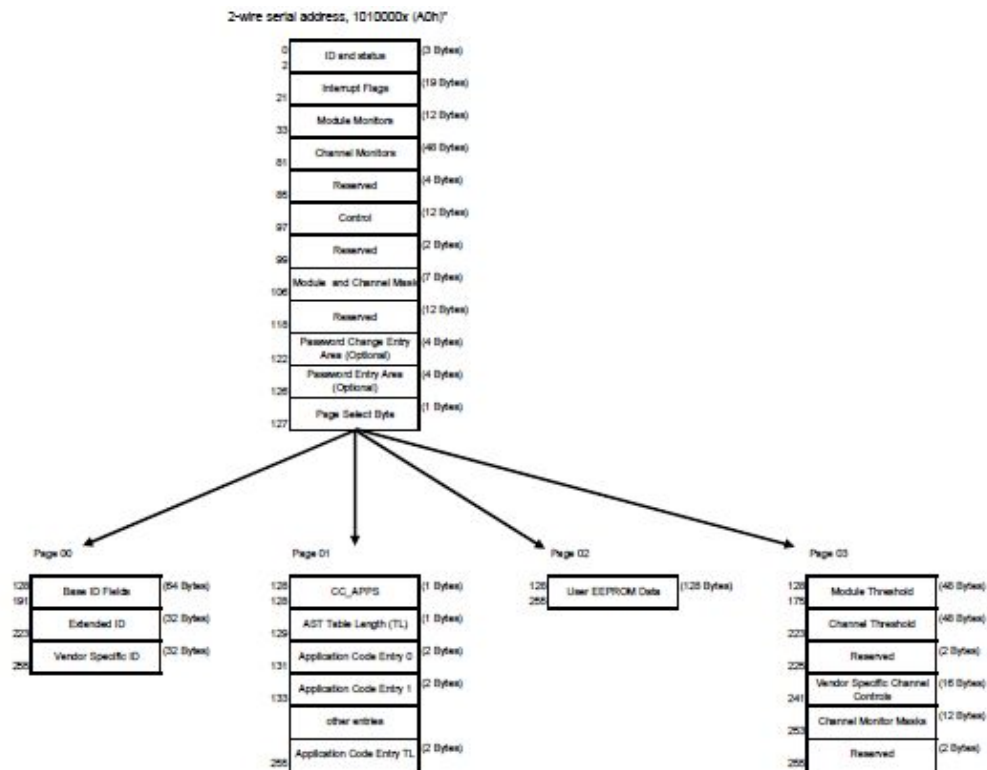 2-wire serial address, 1010000x (A0h)"
0
2
ID and status
(3 Bytes)
21
Interrupt Flags
(19 Bytes)
33
Module Monitors
(12 Bytes)
81
Channel Monitors
(48 Bytes)
85
Reserved
(4 Bytes)
97
Control
(12 Bytes)
99
Reserved
(2 Bytes)
106
Module and Channel Mask
(7 Bytes)
118
Reserved
(12 Bytes)
122
Password Change Entry
Area (Optional)
(4 Bytes)
126
Password Entry Area
(Optional)
(4 Bytes)
127
Page Select Byte
(1 Bytes)
Page 00
128
191
Base ID Fields
(64 Bytes)
223
Extended ID
(32 Bytes)
255
Vendor Specific ID
(32 Bytes)
Page 01
128
128
CC_APPS
(1 Bytes)
129
AST Table Length (TL)
(1 Bytes)
131
Application Code Entry 0
(2 Bytes)
133
Application Code Entry 1
(2 Bytes)
other entries
255
Application Code Entry TL
(2 Bytes)
Page 02
128
255
User EEPROM Data
(128 Bytes)
Page 03
128
175
Module Threshold
(48 Bytes)
223
Channel Threshold
(48 Bytes)
225
Reserved
(2 Bytes)
241
Vendor Specific Channel
Controls
(16 Bytes)
253
Channel Monitor Masks
(12 Bytes)
255
Reserved
(2 Bytes)